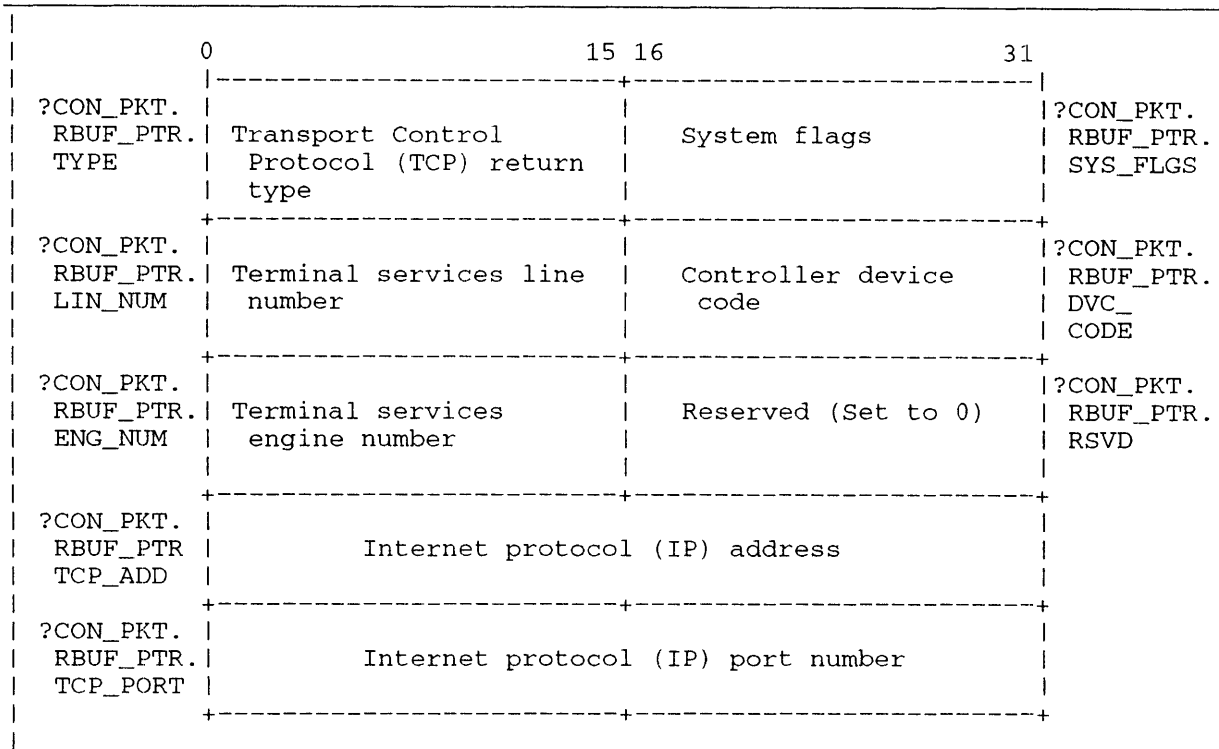 0 15 16 31
?CON_PKT. ?CON_PKT.
RBUF_PTR. Transport Control System flags RBUF_PTR.
TYPE Protocol (TCP) return SYS_FLGS
type
?CON_PKT. ?CON_PKT.
RBUF_PTR. Terminal services line Controller device RBUF_PTR.
LIN_NUM number code DVC_
CODE
?CON_PKT. ?CON_PKT.
RBUF_PTR. Terminal services Reserved (Set to 0) RBUF_PTR.
ENG_NUM engine number RSVD
?CON_PKT.
RBUF_PTR Internet protocol (IP) address
TCP_ADD
?CON_PKT.
RBUF_PTR. Internet protocol (IP) port number
TCP_PORT